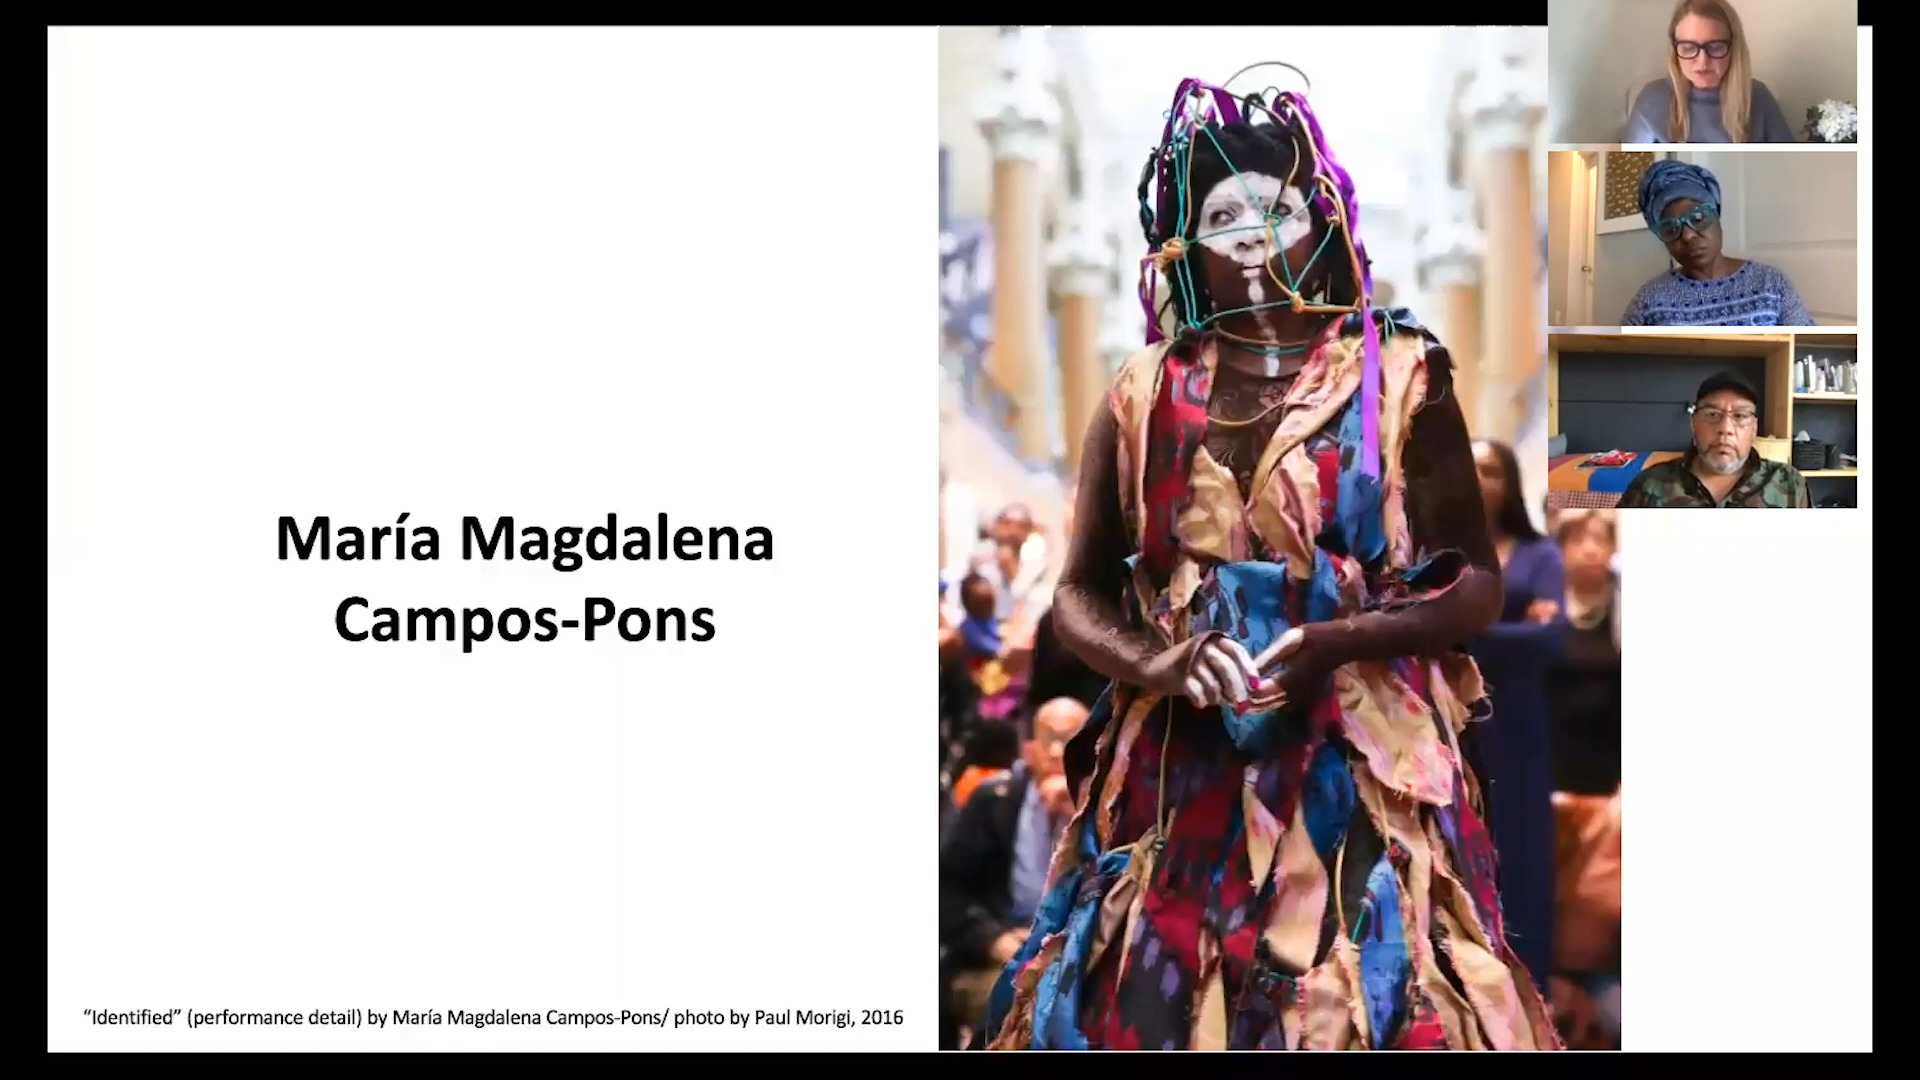 María Magdalena
Campos-Pons
“Identified” (performance detail) by María Magdalena Campos-Pons/ photo by Paul Morigi, 2016